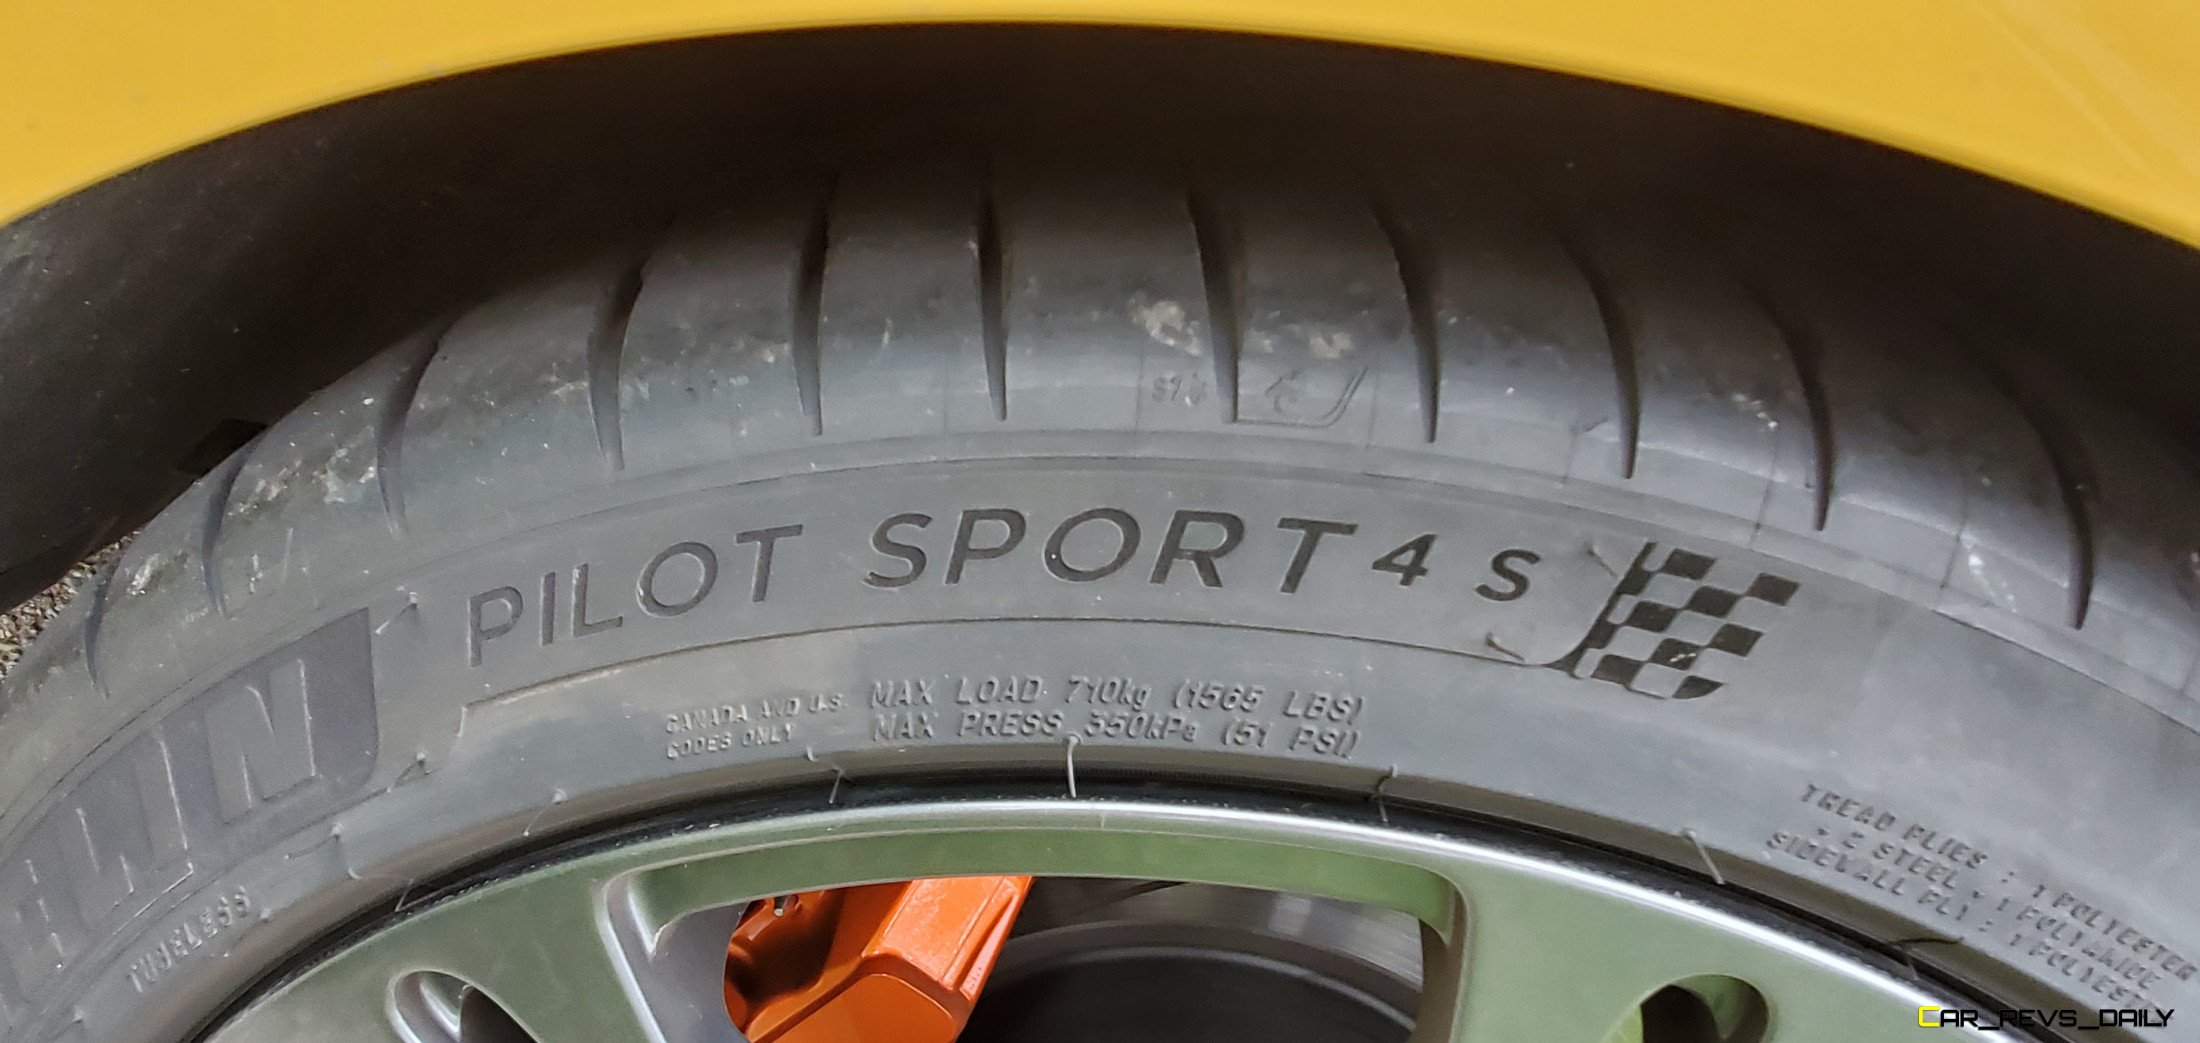 PILOT SPORT 4 S
CANADA AND U.S.
CODES ONLY
MAX LOAD 710kg (1565 LBS)
MAX PRESS 350kPa (51 PSI)
TUBELESS
TREAD PLIES : 1 POLYESTER
+ 2 STEEL + 1 POLYAMIDE
SIDEWALL PLY : 1 POLYESTER
CAR_REVS_DAILY